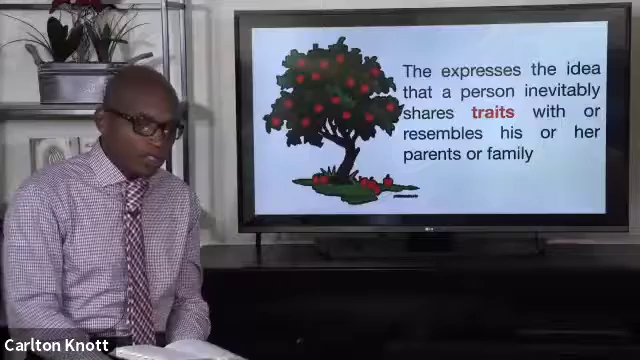 The expresses the idea
that a person inevitably
shares traits with or
resembles his or her
parents or family
LG
Carlton Knott